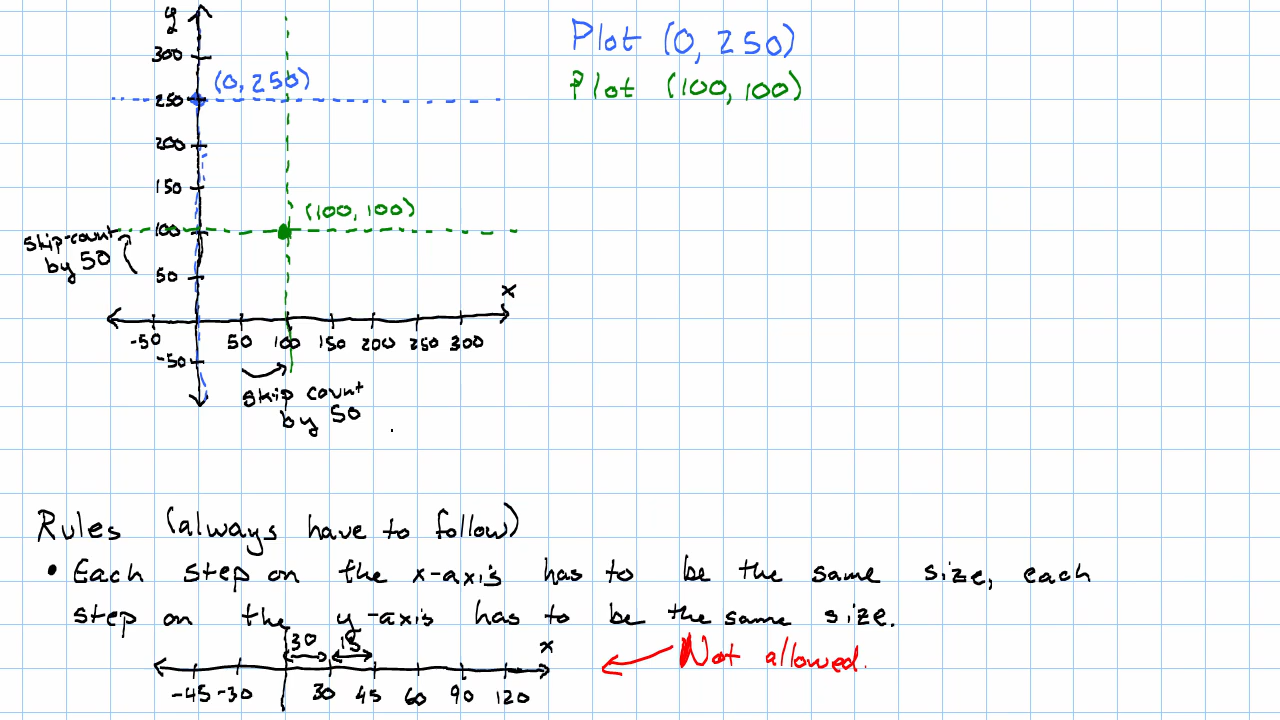 y
Plot (0, 250)
300
(0, 250)
Plot (100, 100)
250
200
150
(100, 100)
100
skip-count
by 50
50
x
-50 50 100 150 200 250 300
-50
skip count
by 50
Rules (always have to follow)
• Each step on the x-axis has to be the same size, each
step on the y-axis has to be the same size.
30 x
Not allowed.
-45 -30 30 45 60 90 120